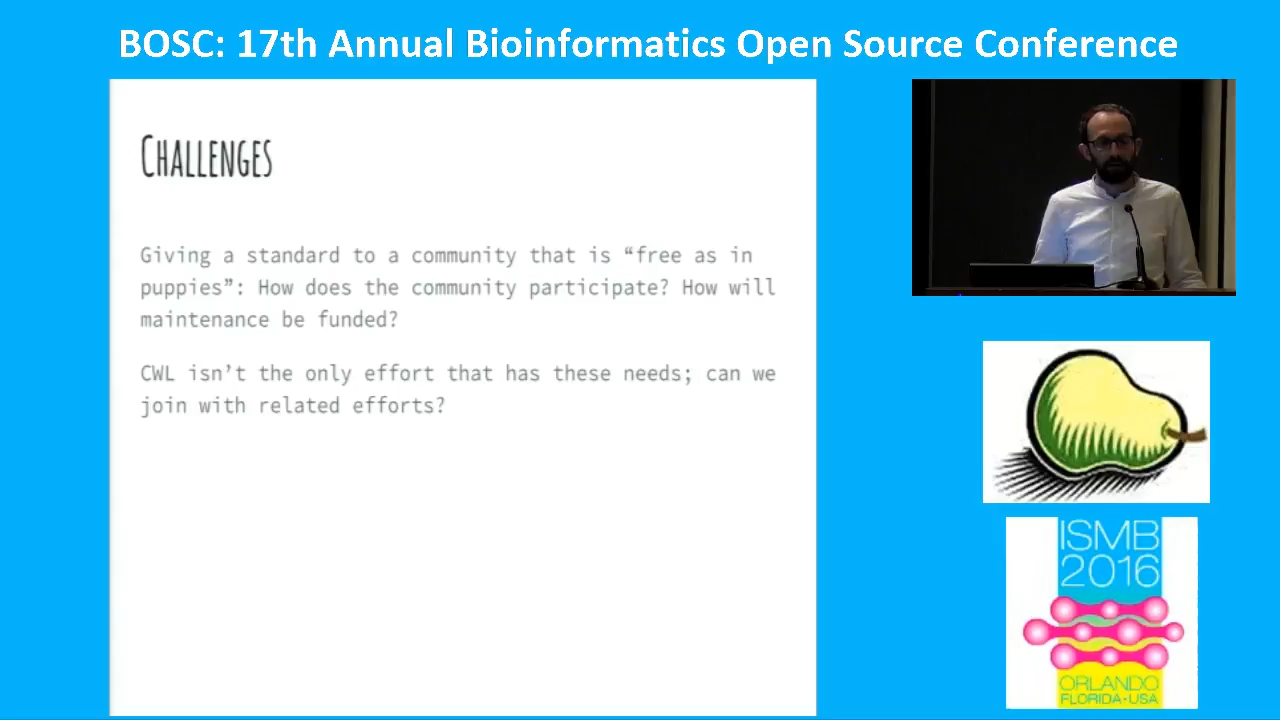 BOSC: 17th Annual Bioinformatics Open Source Conference
CHALLENGES
Giving a standard to a community that is “free as in
puppies”: How does the community participate? How will
maintenance be funded?
CWL isn’t the only effort that has these needs; can we
join with related efforts?
ISMB
2016
ORLANDO
FLORIDA·USA